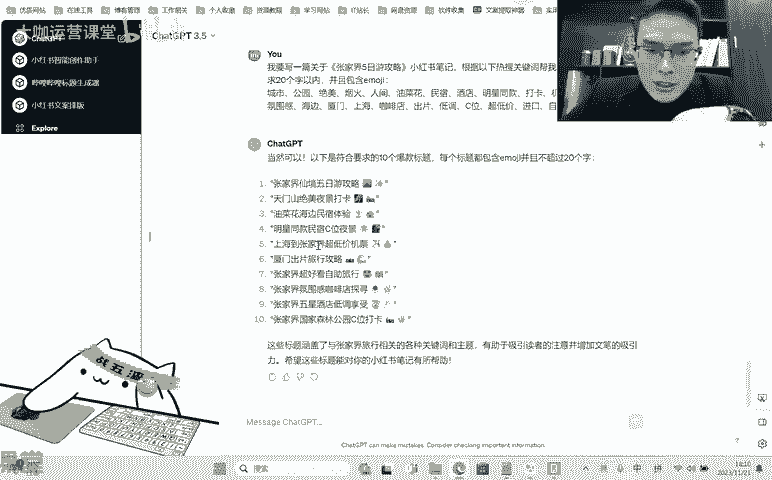 优质网站 在线工具 博客管理 工作相关 个人收藏 资源教程 学习网站 IT站长 网盘资源 软件收集 文案提取神器
大咖运营课堂
ChatGPT
ChatGPT 3.5
小红书智能创作助手
哔哩哔哩标题生成器
小红书文案排版
Explore
You
我要写一篇关于《张家界5日游攻略》小红书笔记，根据以下热搜关键词帮我
求20个字以内，并且包含emoji：
城市、公园、绝美、烟火、人间、油菜花、民宿、酒店、明星同款、打卡、机
氛围感、海边、厦门、上海、咖啡店、出片、低调、C位、超低价、进口、自
ChatGPT
当然可以！以下是符合要求的10个爆款标题，每个标题都包含emoji并且不超过20个字：
1. "张家界仙境五日游攻略 🏞️✨"
2. "天门山绝美夜景打卡
3. "油菜花海边民宿体验
4. "明星同款民宿C位夜景
5. "上海到张家界超低价机票
6. "厦门出片旅行攻略
7. "张家界超好看自助旅行
8. "张家界氛围感咖啡店探寻
9. "张家界五星酒店低调享受
10. "张家界国家森林公园C位打卡
这些标题涵盖了与张家界旅行相关的各种关键词和主题，有助于吸引读者的注意并增加文笔的吸引
力。希望这些标题能对你的小红书笔记有所帮助！
战五渣
Message ChatGPT...
ChatGPT can make mistakes. Consider checking important information.
搜索
中
拼
16:10
2023/11/21